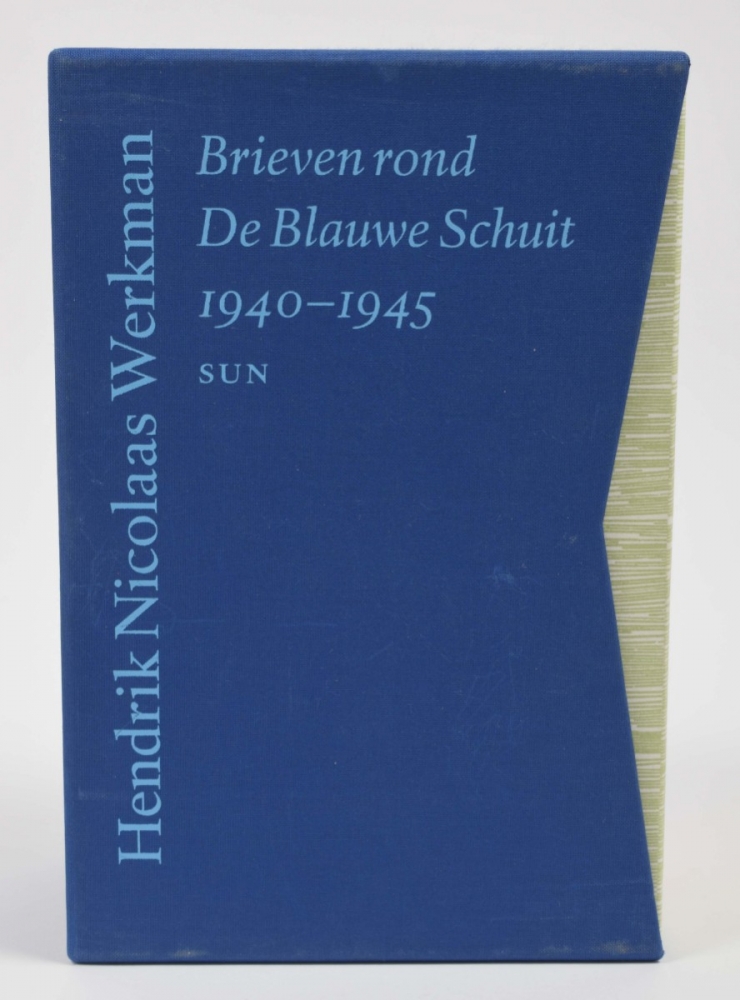 Hendrik Nicolaas Werkman
Brieven rond
De Blauwe Schuit
1940–1945
SUN